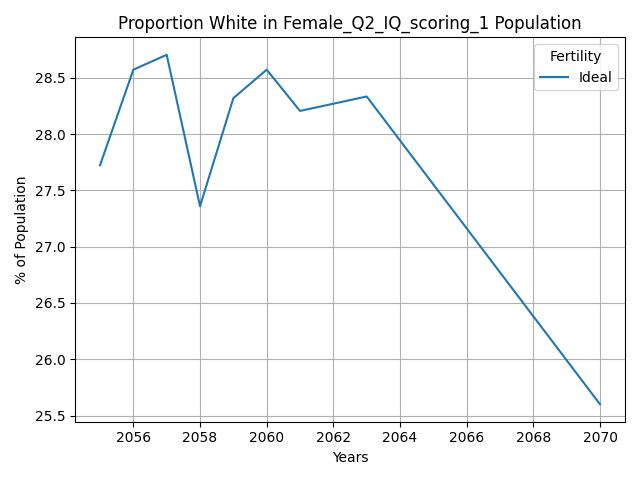 Proportion White in Female_Q2_IQ_scoring_1 Population
Fertility
Ideal
28.5
28.0
27.5
27.0
26.5
26.0
25.5
% of Population
2056 2058 2060 2062 2064 2066 2068 2070
Years